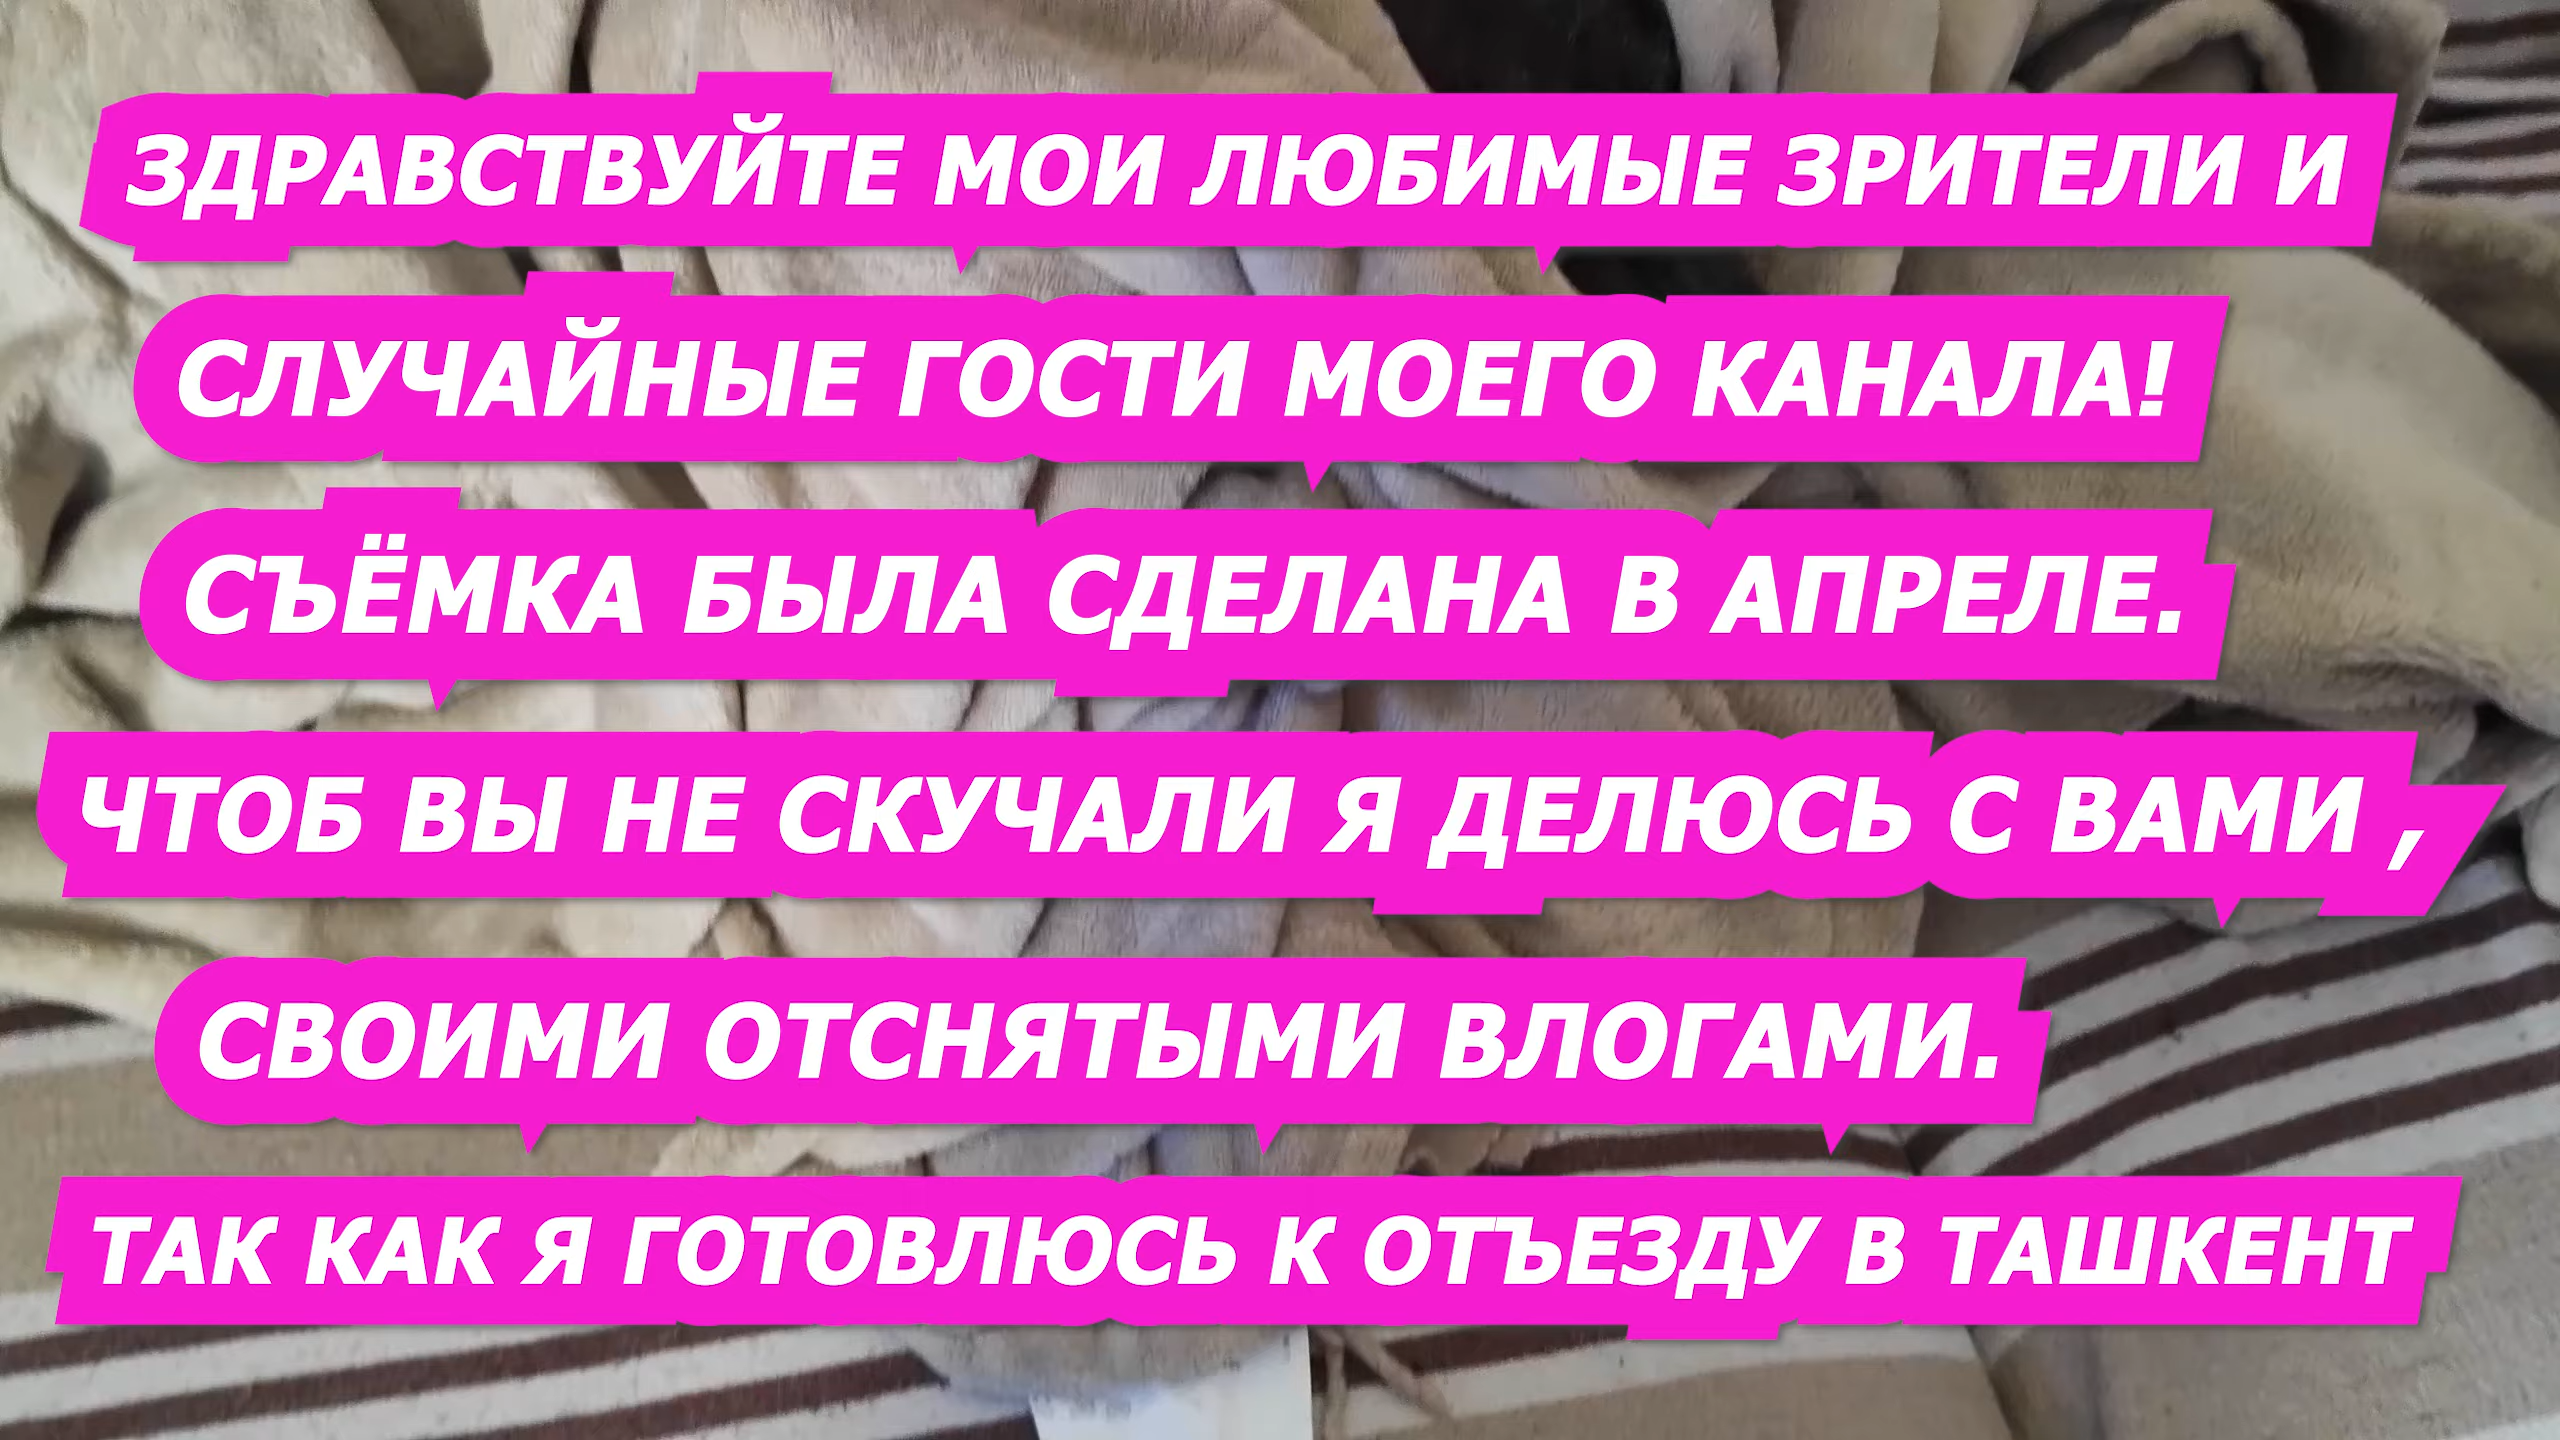 ЗДРАВСТВУЙТЕ МОИ ЛЮБИМЫЕ ЗРИТЕЛИ И
СЛУЧАЙНЫЕ ГОСТИ МОЕГО КАНАЛА!
СЪЁМКА БЫЛА СДЕЛАНА В АПРЕЛЕ.
ЧТОБ ВЫ НЕ СКУЧАЛИ Я ДЕЛЮСЬ С ВАМИ ,
СВОИМИ ОТСНЯТЫМИ ВЛОГАМИ.
ТАК КАК Я ГОТОВЛЮСЬ К ОТЪЕЗДУ В ТАШКЕНТ